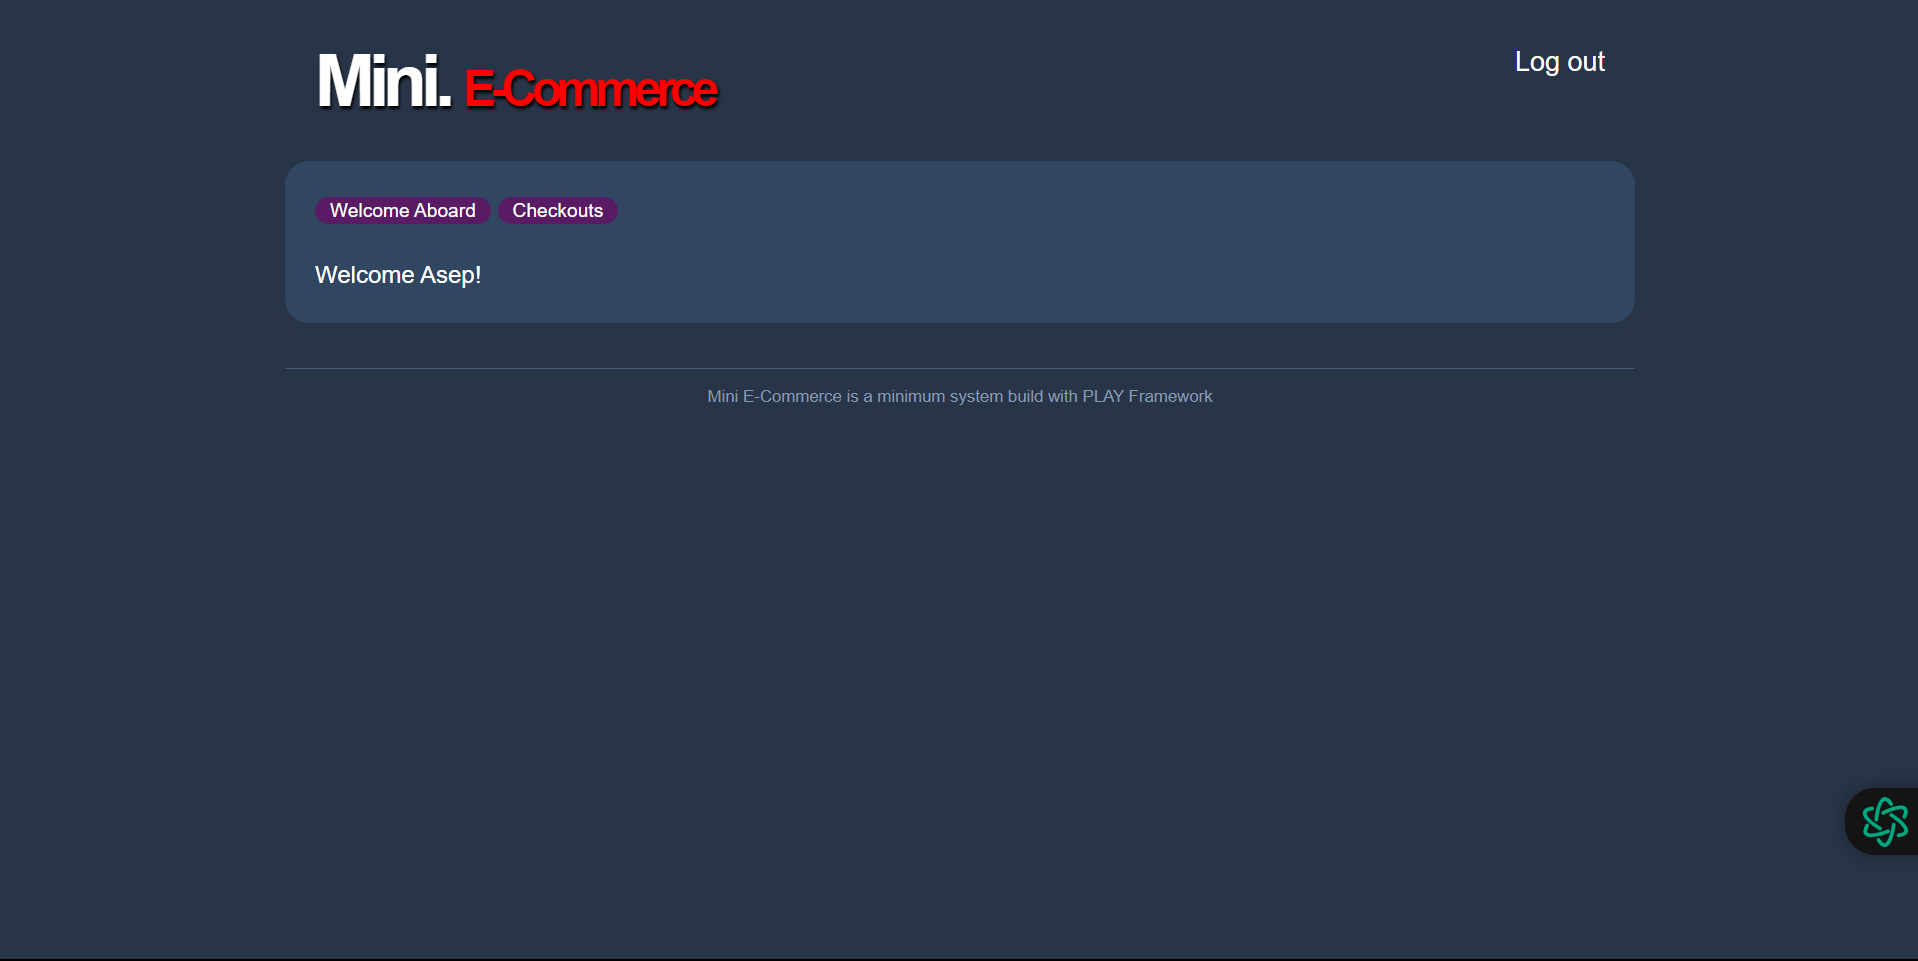 Mini. E-Commerce
Log out
Welcome Aboard Checkouts
Welcome Asep!
Mini E-Commerce is a minimum system build with PLAY Framework